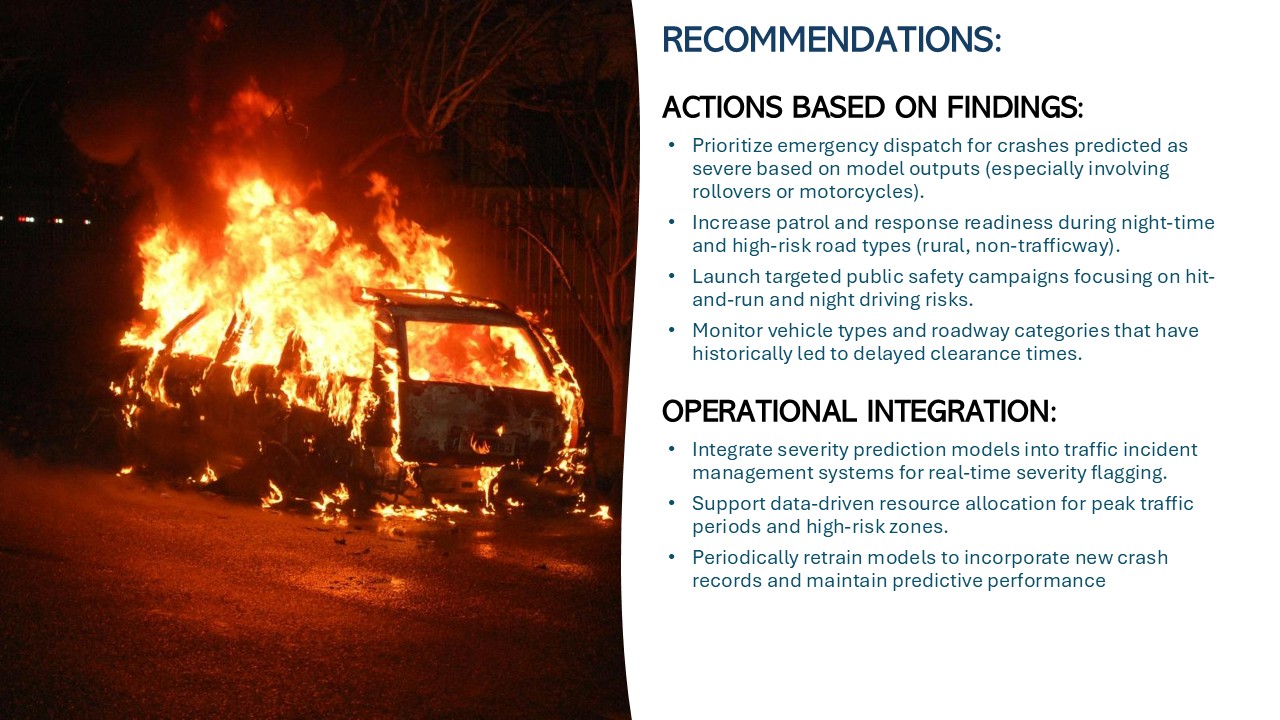 RECOMMENDATIONS:
ACTIONS BASED ON FINDINGS:
• Prioritize emergency dispatch for crashes predicted as
severe based on model outputs (especially involving
rollovers or motorcycles).
• Increase patrol and response readiness during night-time
and high-risk road types (rural, non-trafficway).
• Launch targeted public safety campaigns focusing on hit-
and-run and night driving risks.
• Monitor vehicle types and roadway categories that have
historically led to delayed clearance times.
OPERATIONAL INTEGRATION:
• Integrate severity prediction models into traffic incident
management systems for real-time severity flagging.
• Support data-driven resource allocation for peak traffic
periods and high-risk zones.
• Periodically retrain models to incorporate new crash
records and maintain predictive performance